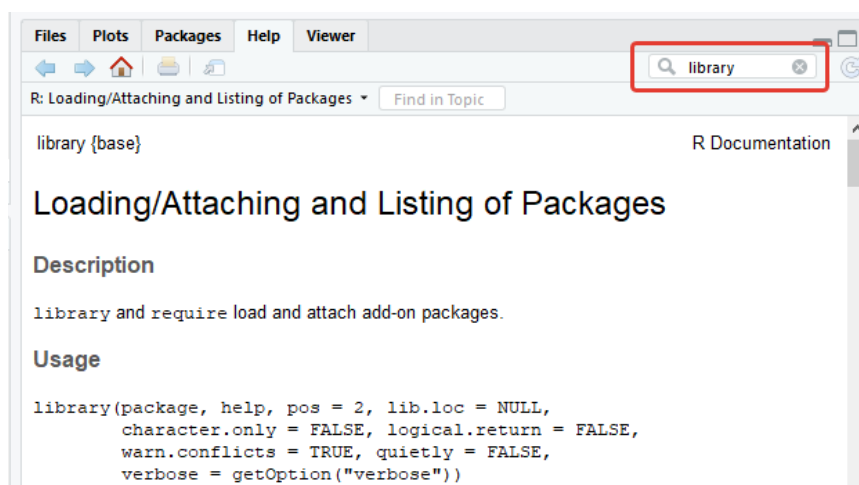 Files Plots Packages Help Viewer
library
R: Loading/Attaching and Listing of Packages Find in Topic
library {base} R Documentation
Loading/Attaching and Listing of Packages
Description
library and require load and attach add-on packages.
Usage
library(package, help, pos = 2, lib.loc = NULL,
character.only = FALSE, logical.return = FALSE,
warn.conflicts = TRUE, quietly = FALSE,
verbose = getOption("verbose"))